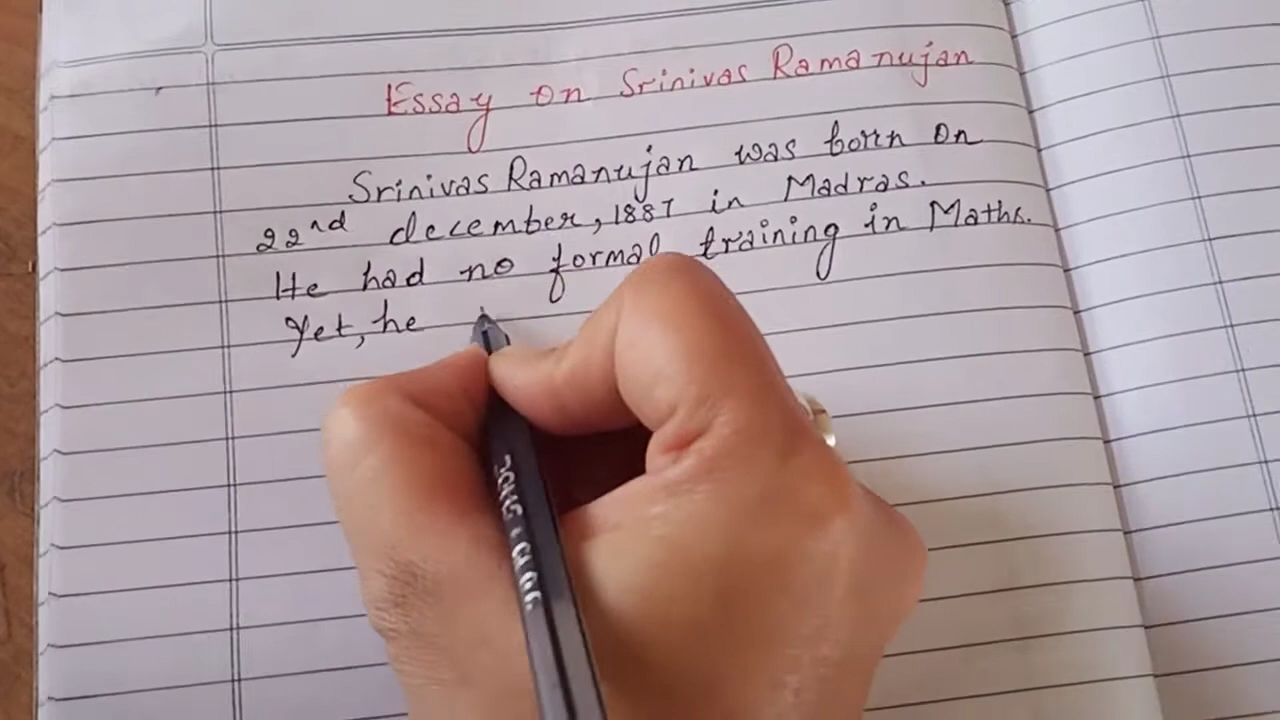 Essay on Srinivas Ramanujan
Srinivas Ramanujan was born on
22nd december, 1887 in Madras.
He had no formal training in Maths.
Yet, he